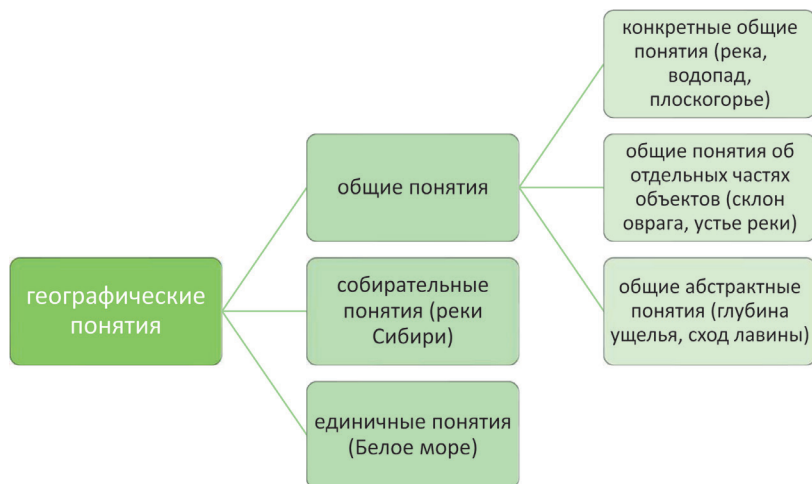 географические
понятия
общие понятия
собирательные
понятия (реки
Сибири)
единичные понятия
(Белое море)
конкретные общие
понятия (река,
водопад,
плоскогорье)
общие понятия об
отдельных частях
объектов (склон
оврага, устье реки)
общие абстрактные
понятия (глубина
ущелья, сход лавины)